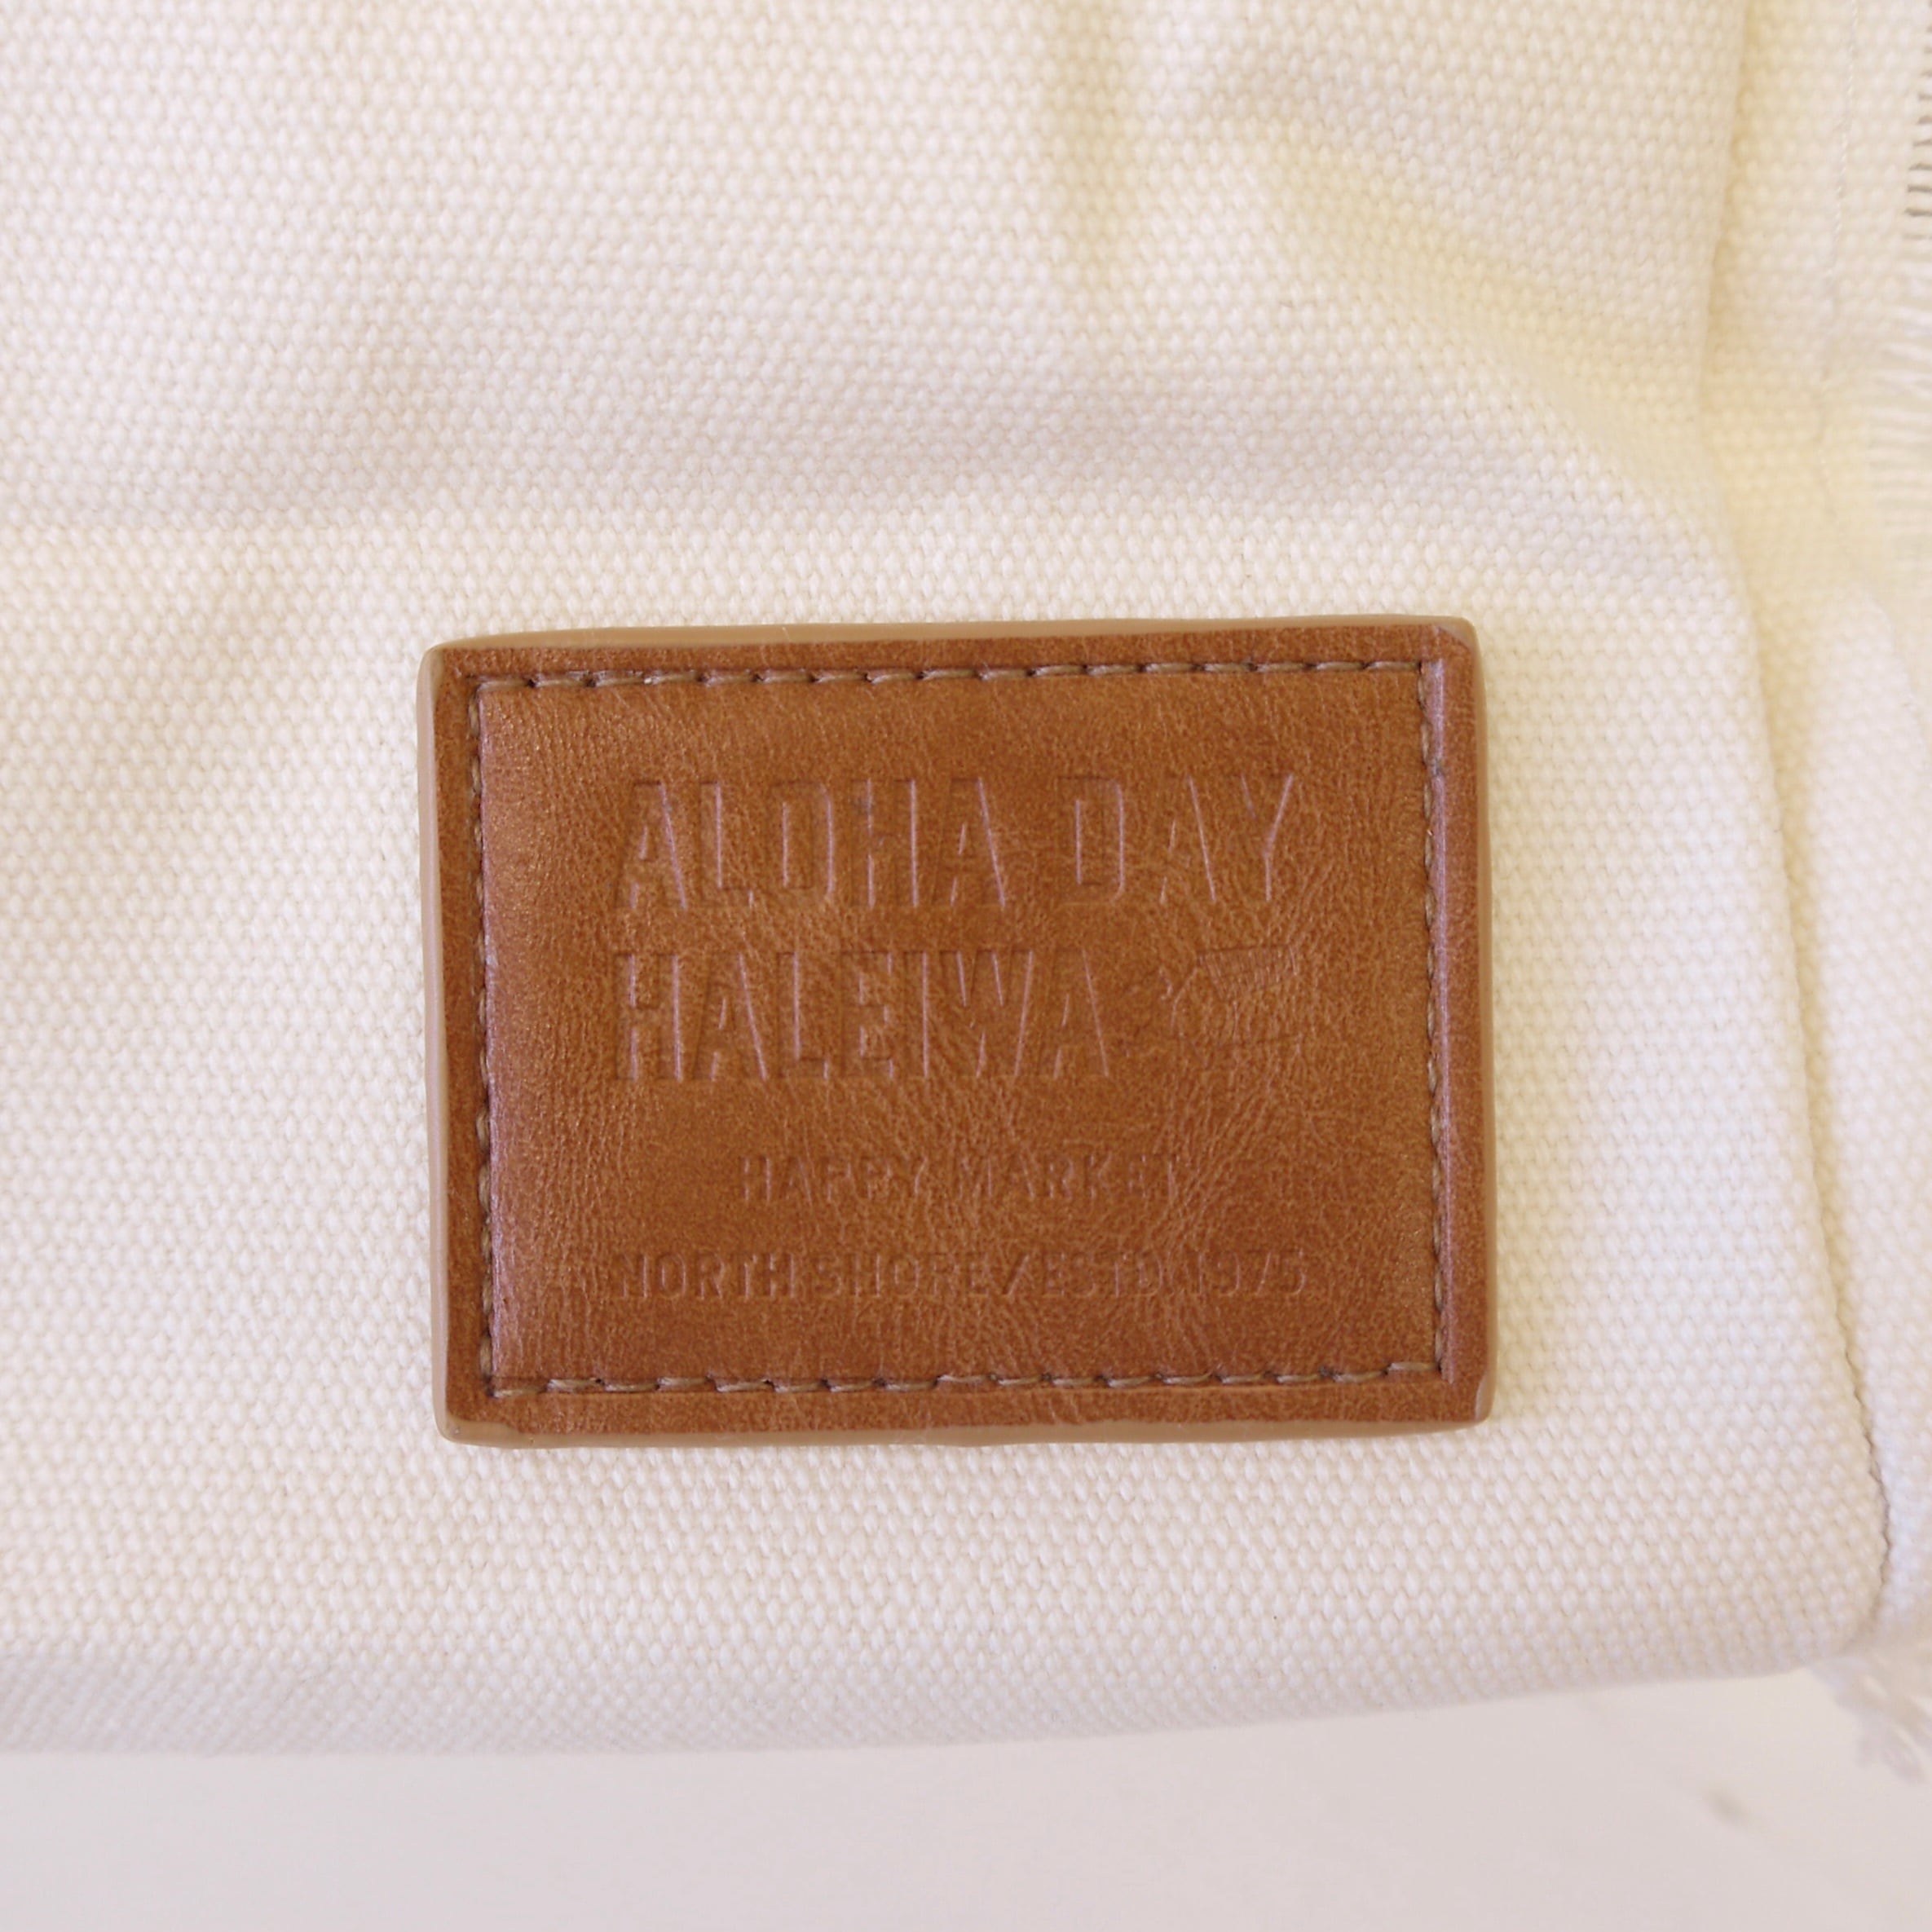 ALOHA DAY
HALEIWA
HAPPY MARKET
NORTH SHORE/ESTD.1975